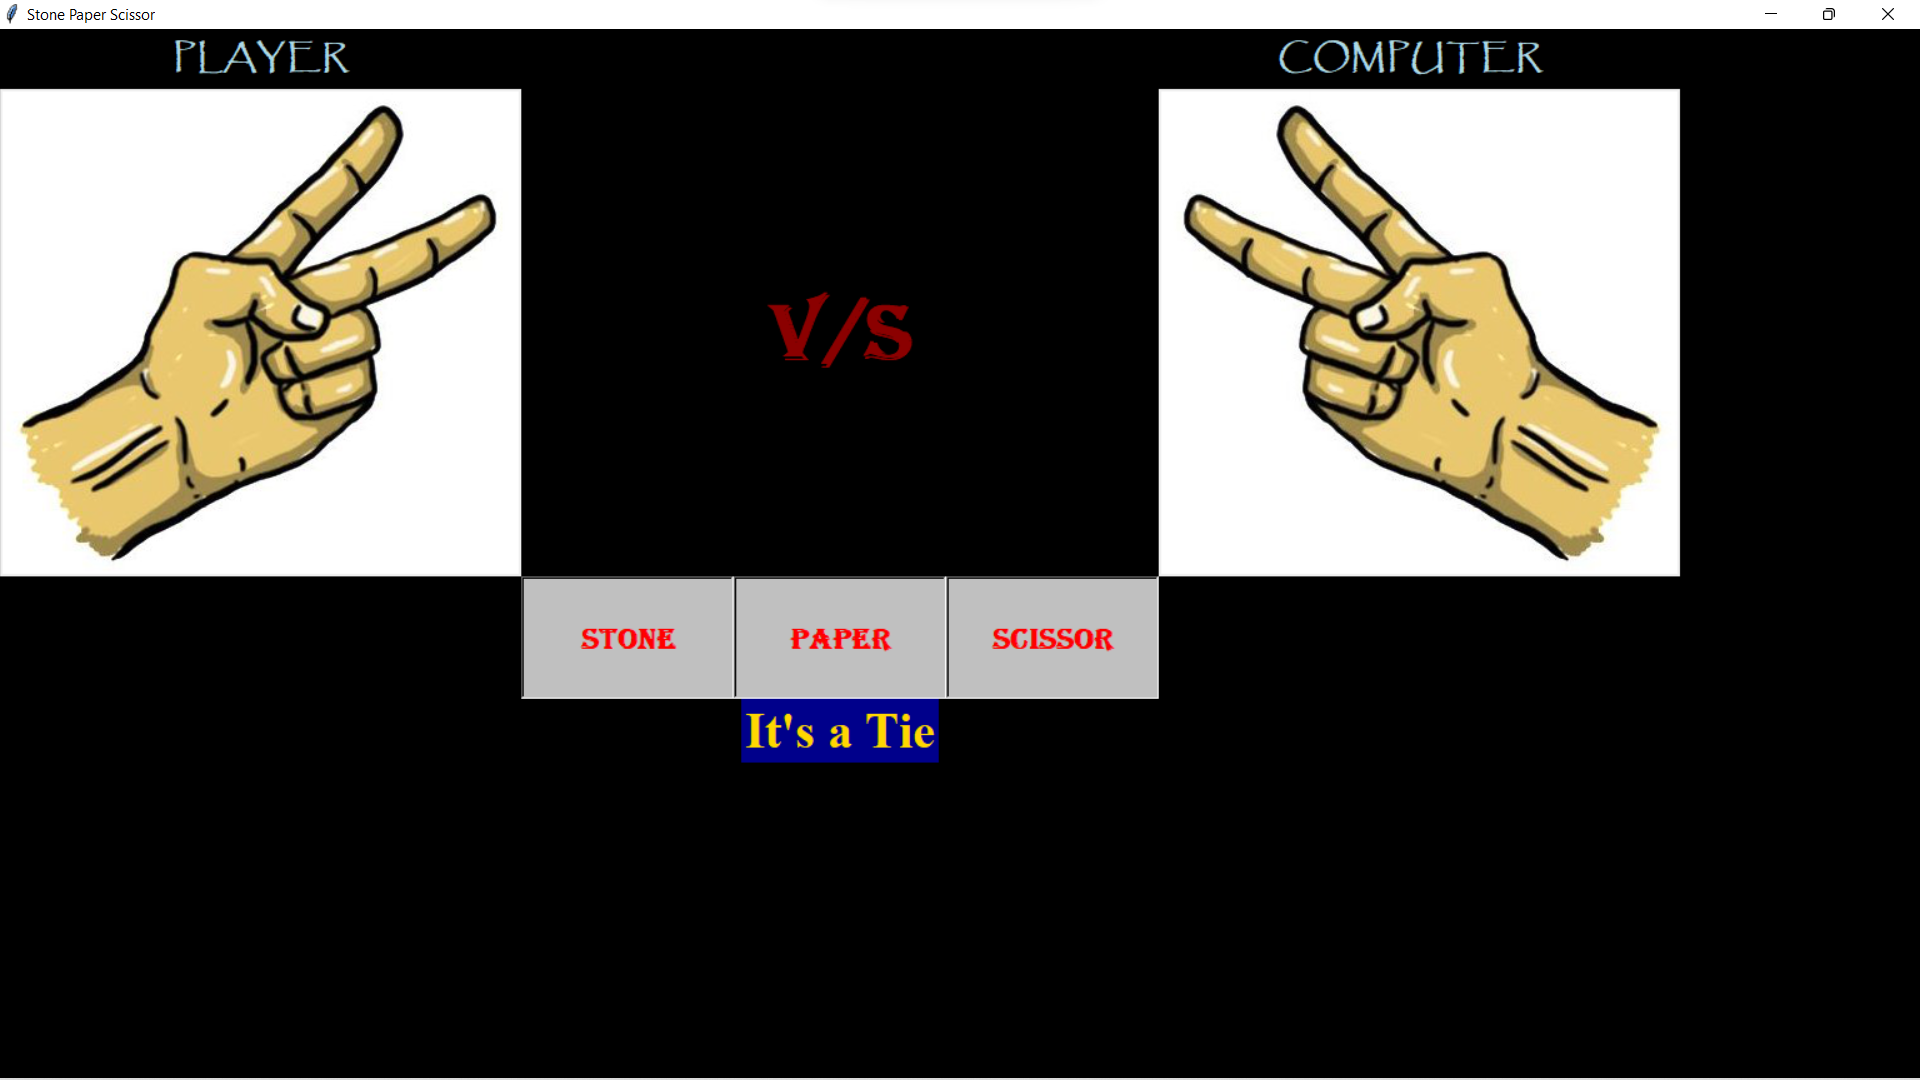 Stone Paper Scissor
PLAYER
COMPUTER
V/S
STONE
PAPER
SCISSOR
It's a Tie